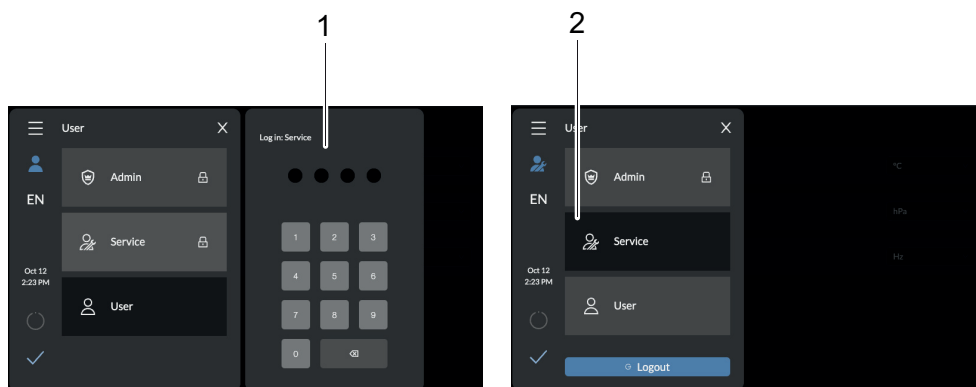 1
2
User
Log in: Service
Admin
EN
Service
Oct 12
2:23 PM
User
1 2 3
4 5 6
7 8 9
0
User
Admin
EN
Service
Oct 12
2:23 PM
User
Logout
°C
hPa
Hz